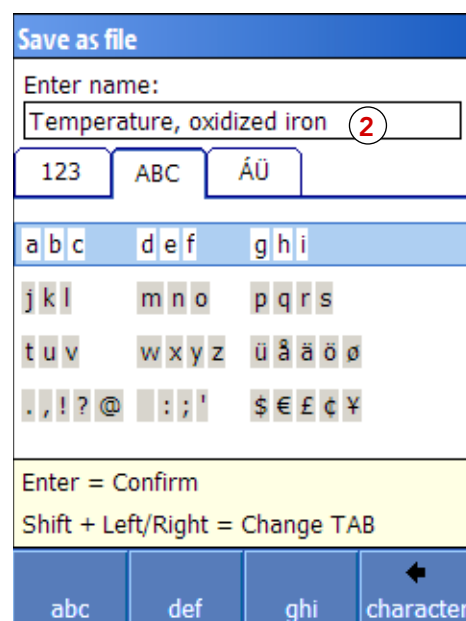 Save as file
Enter name:
Temperature, oxidized iron 2
123 ABC ÁÜ
a b c d e f g h i
j k l m n o p q r s
t u v w x y z ü å ä ö ø
. , ! ? @ : ; ' $ € £ ¢ ¥
Enter = Confirm
Shift + Left/Right = Change TAB
abc def ghi character